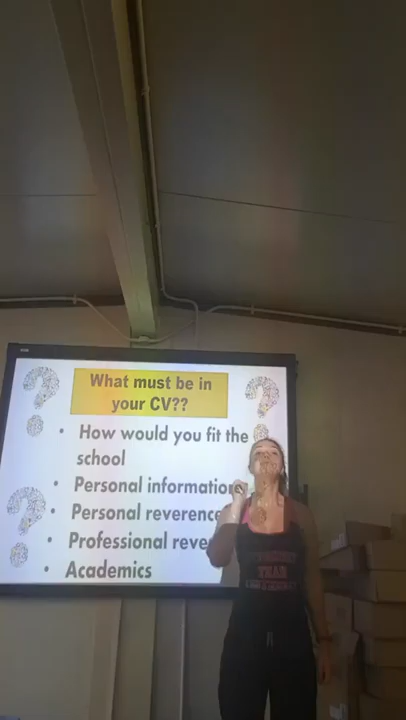 What must be in
your CV??
• How would you fit the
school
• Personal information
• Personal reverence
• Professional reve
• Academics
YEAR